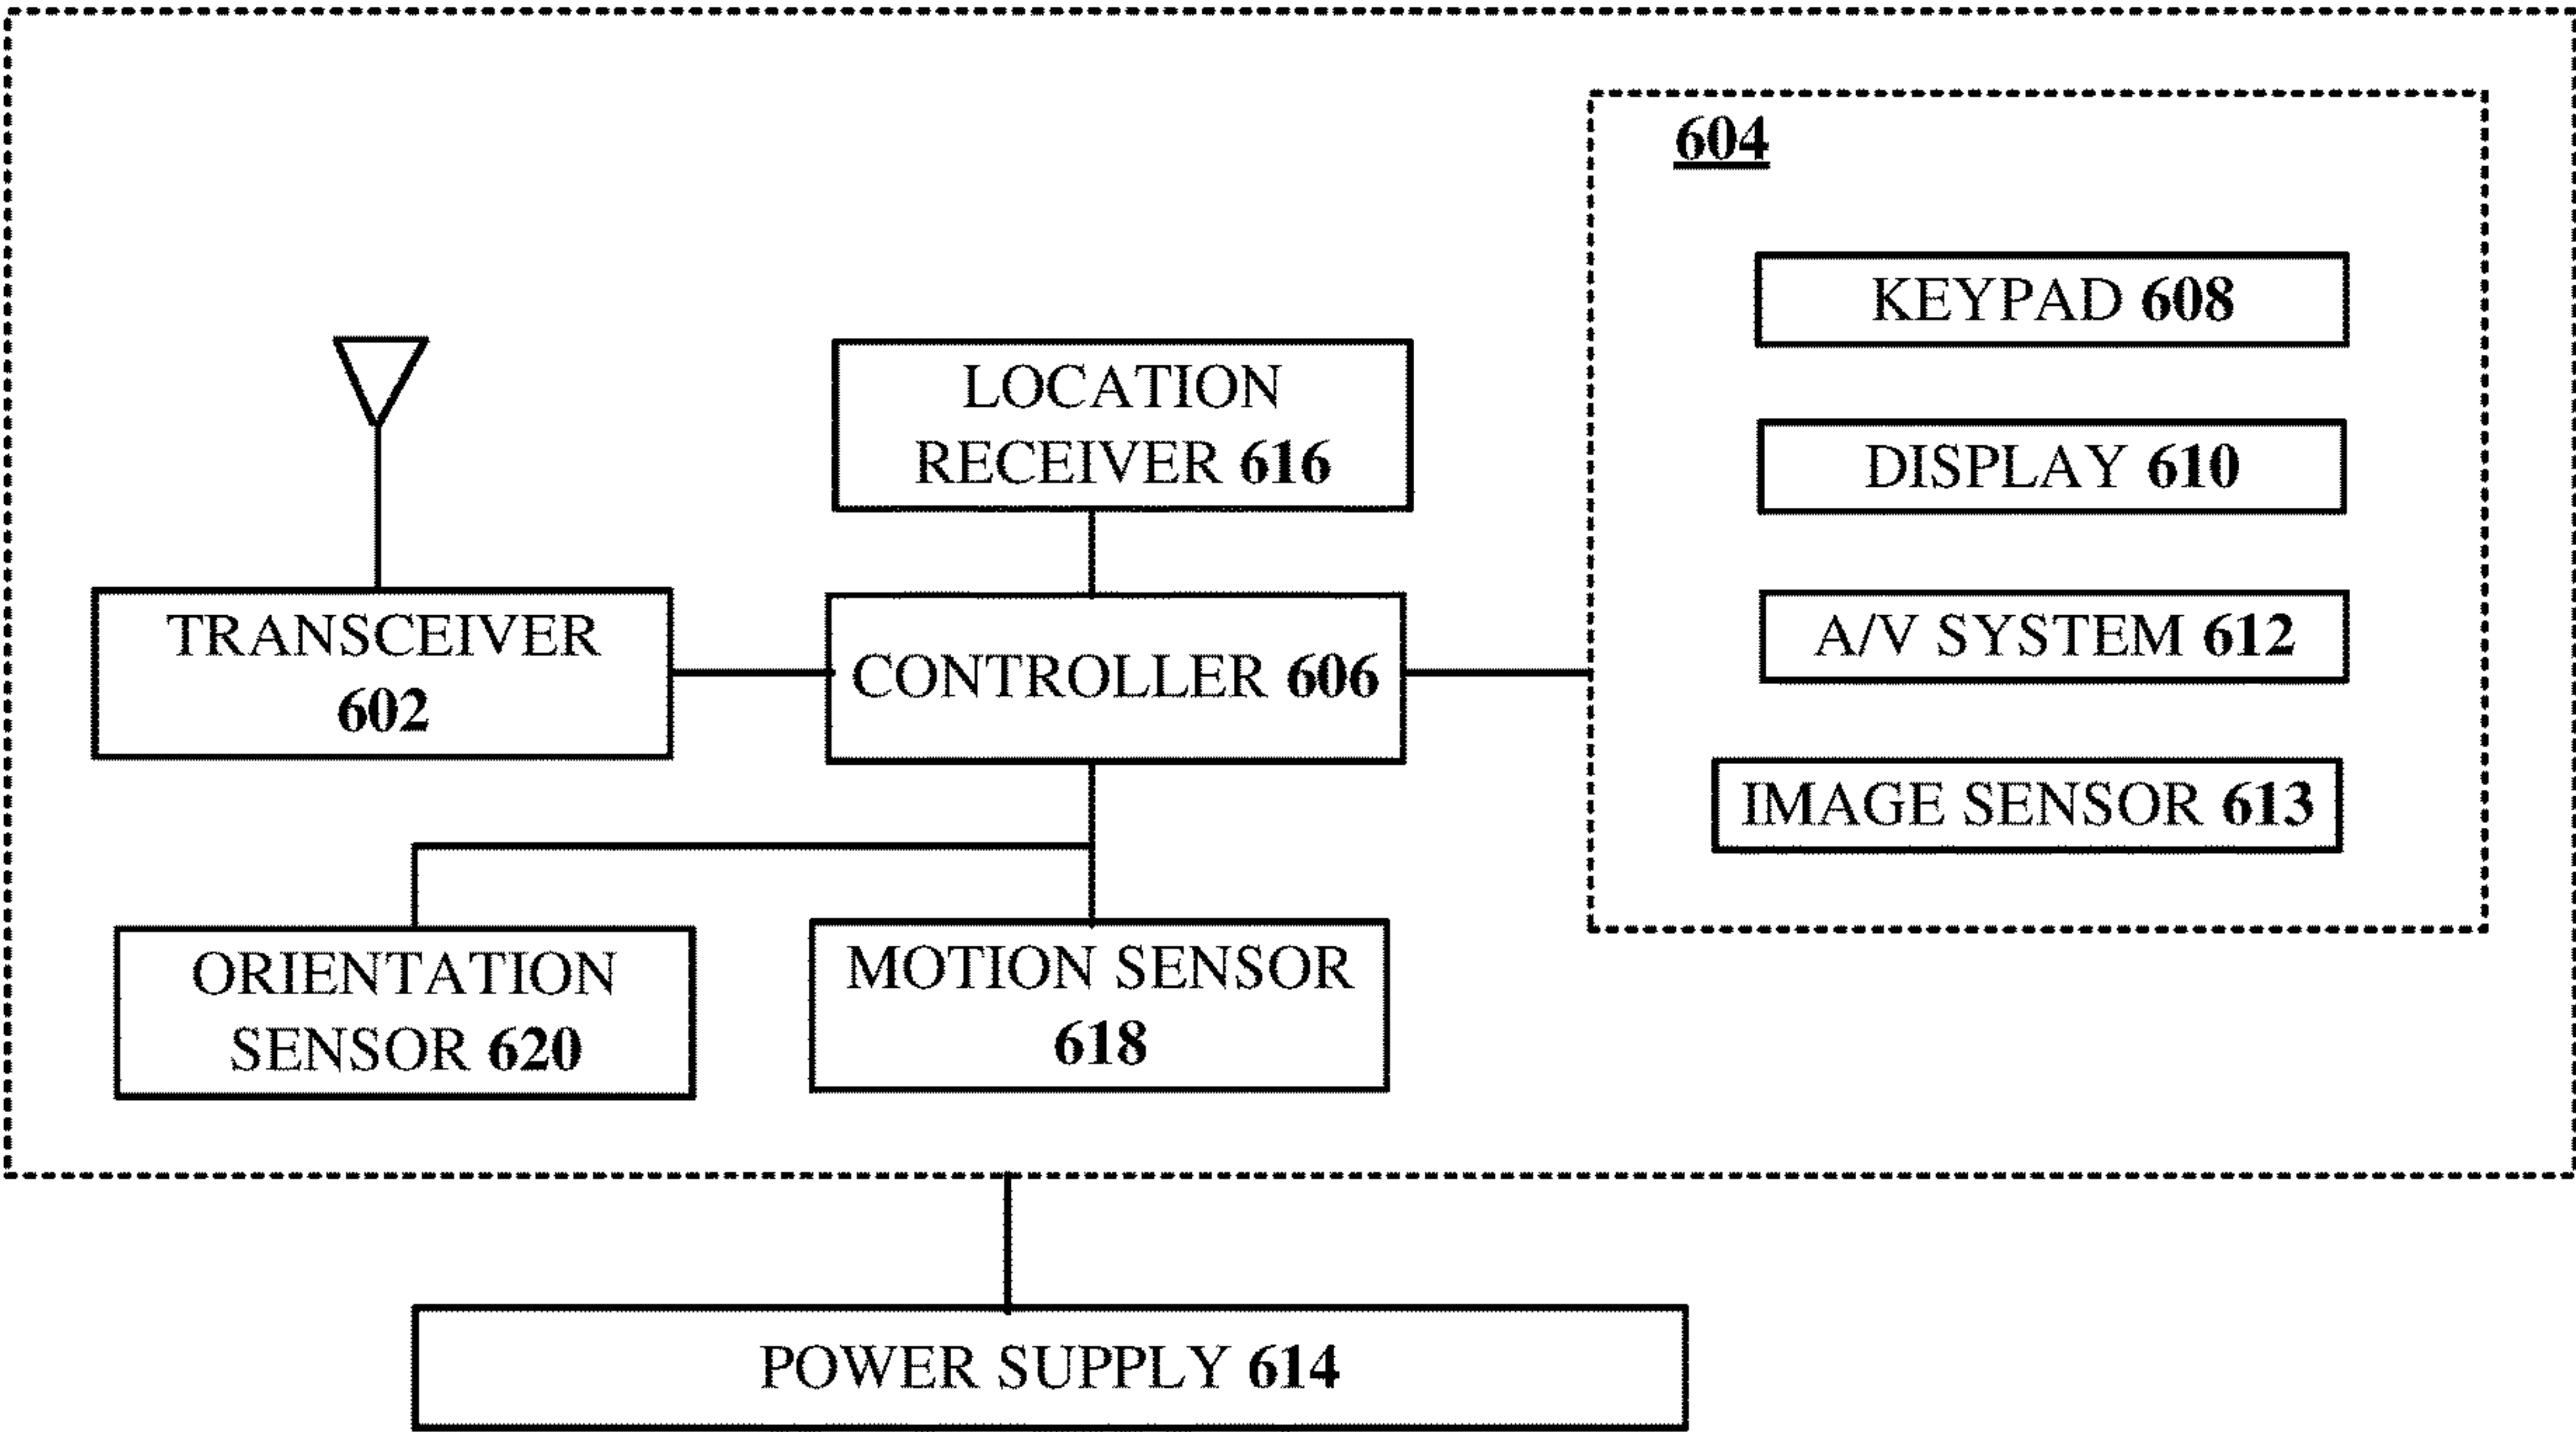 604
KEYPAD 608
LOCATION
RECEIVER 616
DISPLAY 610
TRANSCEIVER
602
CONTROLLER 606
A/V SYSTEM 612
IMAGE SENSOR 613
ORIENTATION
SENSOR 620
MOTION SENSOR
618
POWER SUPPLY 614